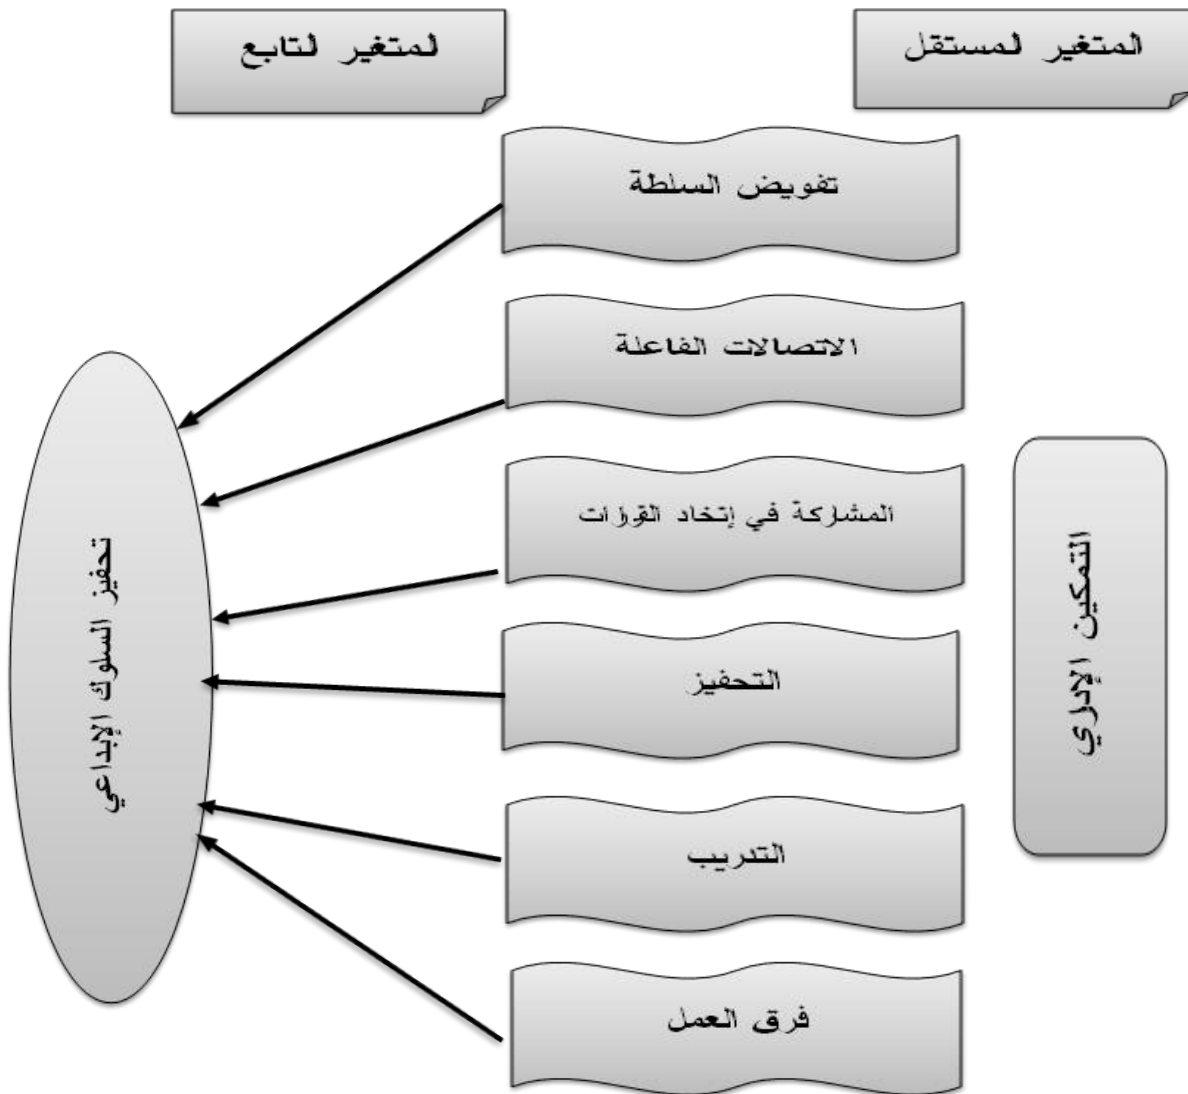 المتغير لمستقل
لمتغير لتابع
تفويض السلطة
الاتصالات الفاعلة
المشاركة في إتخاد القرارات
التحفيز
التدريب
فرق العمل
التمكين الإدري
تحفيز السلوك الإبداعي